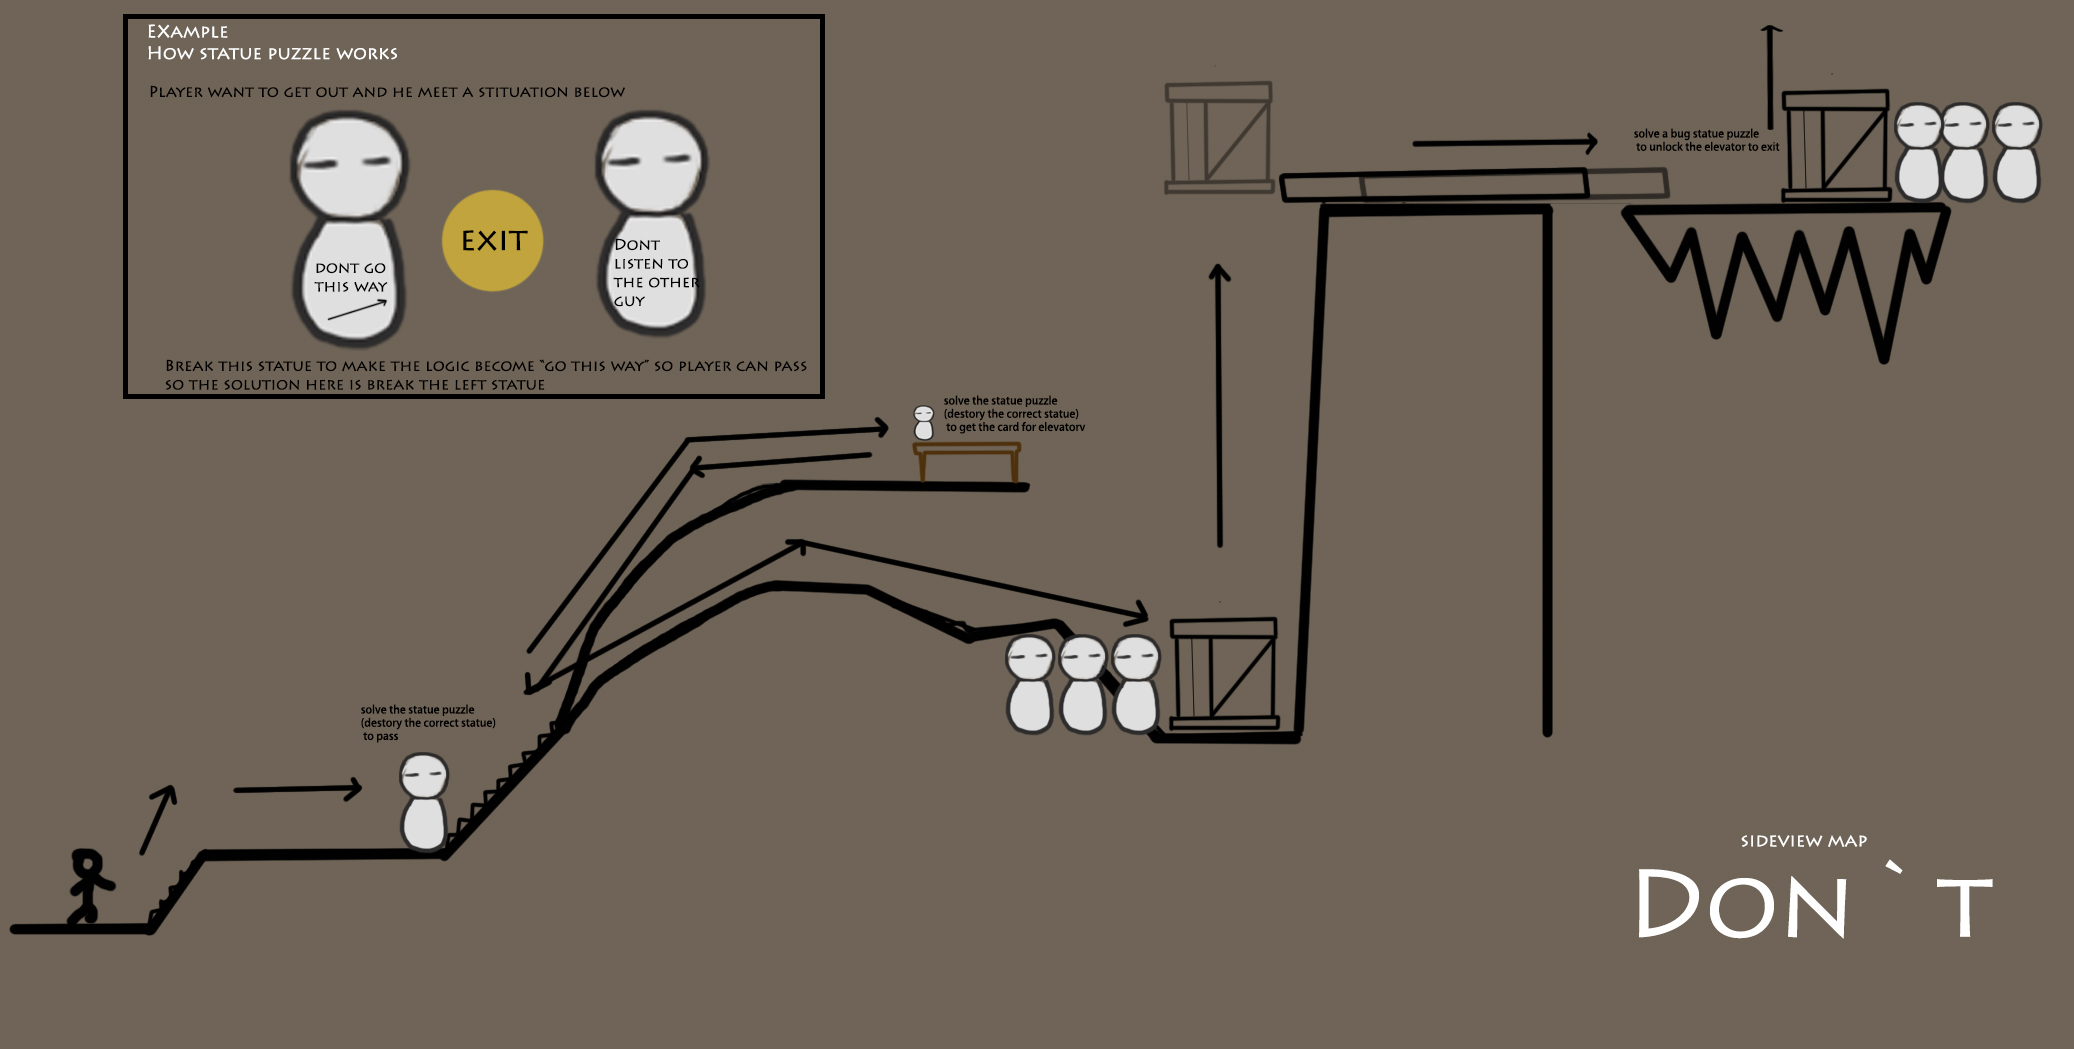 EXAMPLE
HOW STATUE PUZZLE WORKS
PLAYER WANT TO GET OUT AND HE MEET A STITUATION BELOW
DONT GO
THIS WAY
EXIT
DONT
LISTEN TO
THE OTHER
GUY
BREAK THIS STATUE TO MAKE THE LOGIC BECOME “GO THIS WAY” SO PLAYER CAN PASS
SO THE SOLUTION HERE IS BREAK THE LEFT STATUE
solve a bug statue puzzle
to unlock the elevator to exit
solve the statue puzzle
(destory the correct statue)
to get the card for elevatorv
solve the statue puzzle
(destory the correct statue)
to pass
SIDEVIEW MAP
DON`T